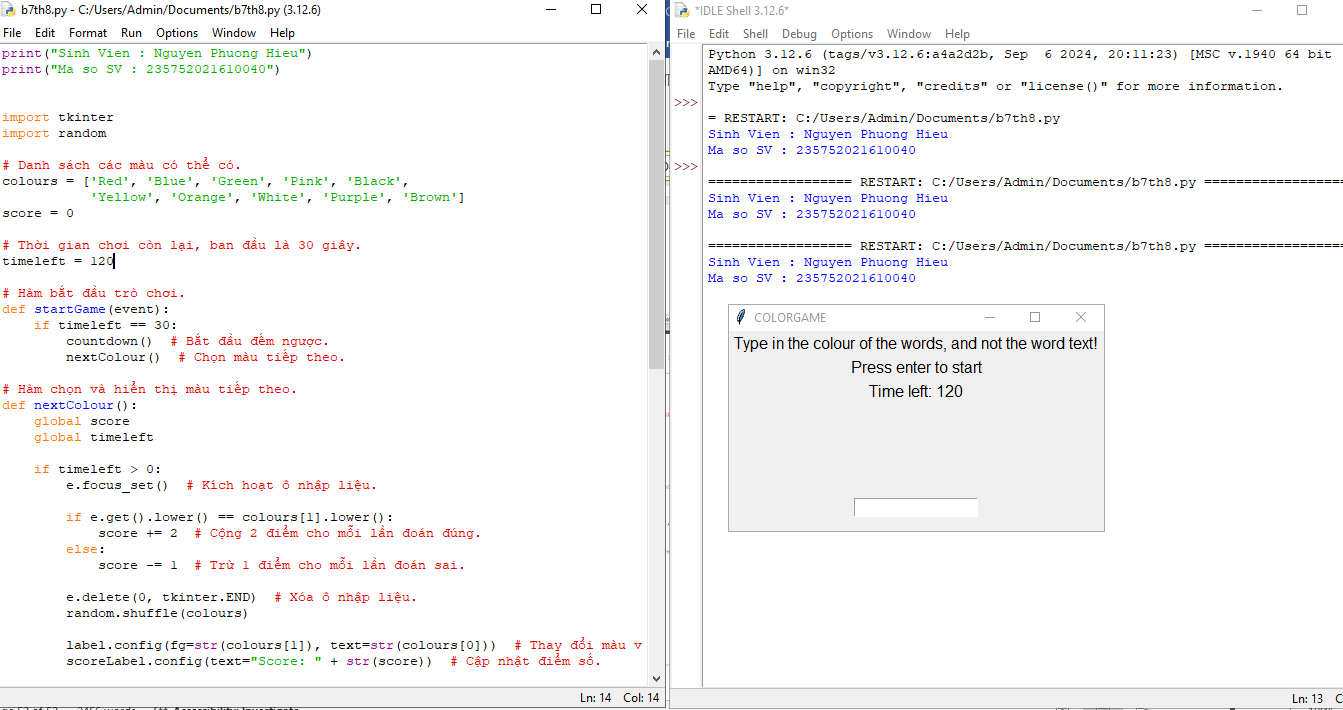 b7th8.py - C:/Users/Admin/Documents/b7th8.py (3.12.6)
File Edit Format Run Options Window Help
print("Sinh Vien : Nguyen Phuong Hieu")
print("Ma so SV : 235752021610040")
import tkinter
import random
# Danh sách các màu có thể có.
colours = ['Red', 'Blue', 'Green', 'Pink', 'Black',
'Yellow', 'Orange', 'White', 'Purple', 'Brown']
score = 0
# Thời gian chơi còn lại, ban đầu là 30 giây.
timeleft = 120
# Hàm bắt đầu trò chơi.
def startGame(event):
if timeleft == 30:
countdown()  # Bắt đầu đếm ngược.
nextColour()  # Chọn màu tiếp theo.
# Hàm chọn và hiển thị màu tiếp theo.
def nextColour():
global score
global timeleft
if timeleft > 0:
e.focus_set()  # Kích hoạt ô nhập liệu.
if e.get().lower() == colours[1].lower():
score += 2  # Cộng 2 điểm cho mỗi lần đoán đúng.
else:
score -= 1  # Trừ 1 điểm cho mỗi lần đoán sai.
e.delete(0, tkinter.END)  # Xóa ô nhập liệu.
random.shuffle(colours)
label.config(fg=str(colours[1]), text=str(colours[0]))  # Thay đổi màu v
scoreLabel.config(text="Score: " + str(score))  # Cập nhật điểm số.
Ln: 14 Col: 14
*IDLE Shell 3.12.6*
File Edit Shell Debug Options Window Help
Python 3.12.6 (tags/v3.12.6:a4a2d2b, Sep  6 2024, 20:11:23) [MSC v.1940 64 bit
AMD64)] on win32
Type "help", "copyright", "credits" or "license()" for more information.
>>>
= RESTART: C:/Users/Admin/Documents/b7th8.py
Sinh Vien : Nguyen Phuong Hieu
Ma so SV : 235752021610040
>>>
================== RESTART: C:/Users/Admin/Documents/b7th8.py ==================
Sinh Vien : Nguyen Phuong Hieu
Ma so SV : 235752021610040
================== RESTART: C:/Users/Admin/Documents/b7th8.py ==================
Sinh Vien : Nguyen Phuong Hieu
Ma so SV : 235752021610040
COLORGAME
Type in the colour of the words, and not the word text!
Press enter to start
Time left: 120
Ln: 13 C